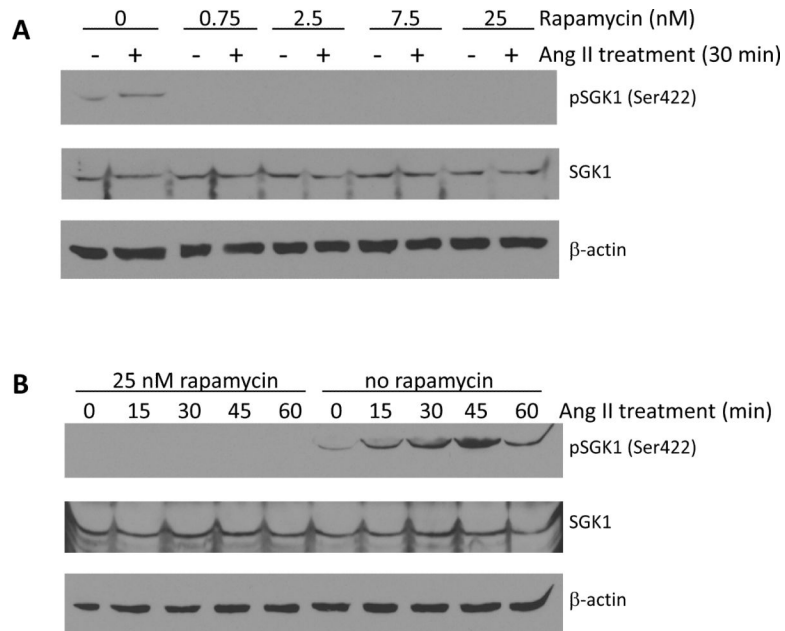 A
0 0.75 2.5 7.5 25 Rapamycin (nM)
- + - + - + - + - + Ang II treatment (30 min)
pSGK1 (Ser422)
SGK1
β-actin
B
25 nM rapamycin no rapamycin
0 15 30 45 60 0 15 30 45 60 Ang II treatment (min)
pSGK1 (Ser422)
SGK1
β-actin